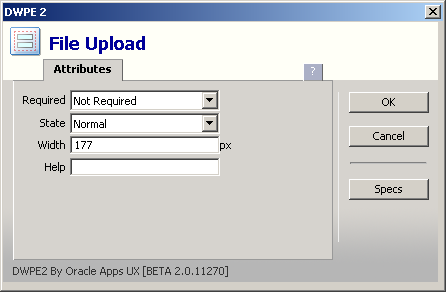 DWPE 2
File Upload
Attributes
?
Required Not Required
OK
State Normal
Cancel
Width 177 px
Help
Specs
DWPE2 By Oracle Apps UX [BETA 2.0.11270]